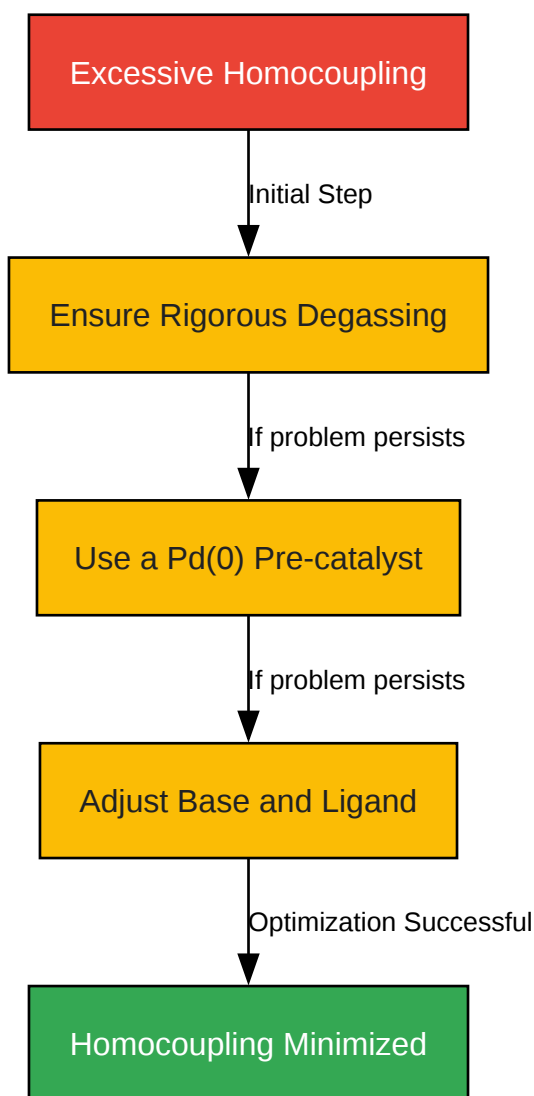 Excessive Homocoupling
Initial Step
Ensure Rigorous Degassing
If problem persists
Use a Pd(0) Pre-catalyst
If problem persists
Adjust Base and Ligand
Optimization Successful
Homocoupling Minimized